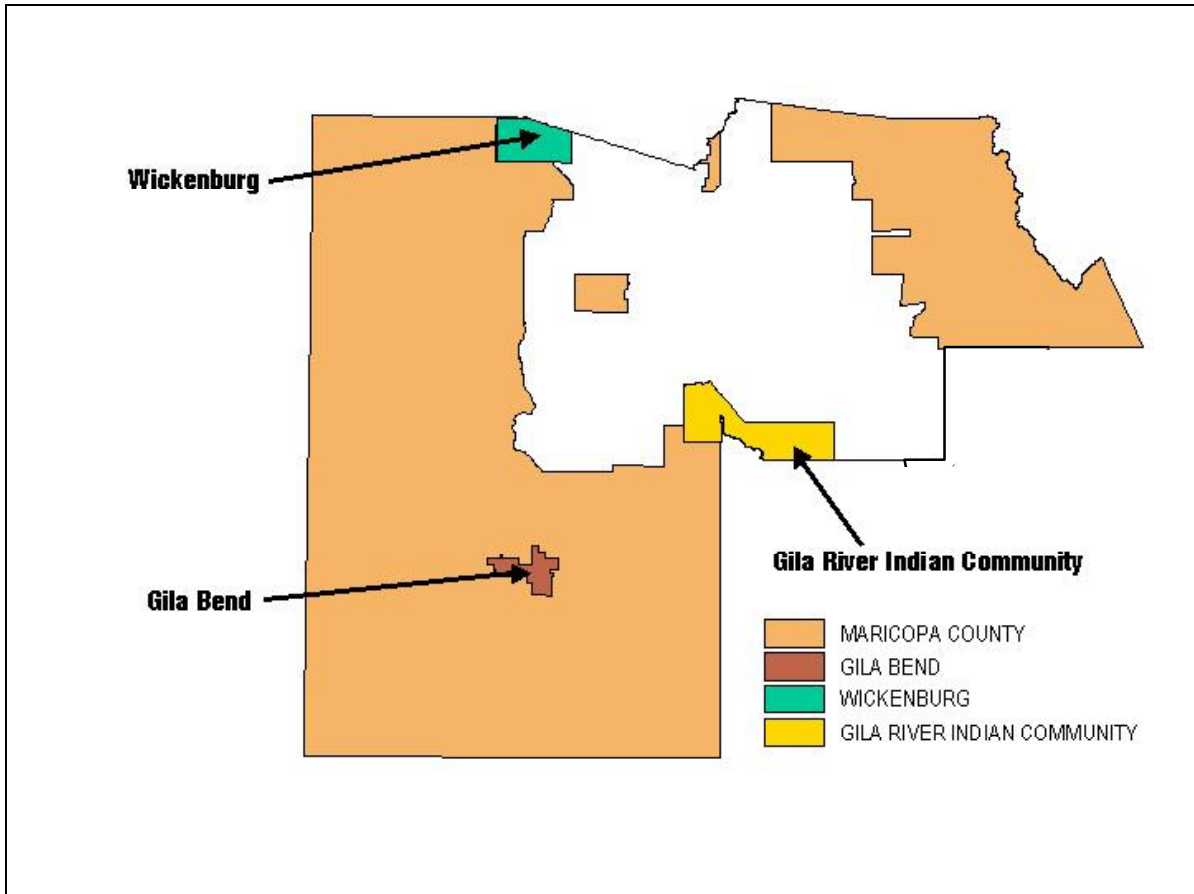 Wickenburg
Gila River Indian Community
Gila Bend
MARICOPA COUNTY
GILA BEND
WICKENBURG
GILA RIVER INDIAN COMMUNITY